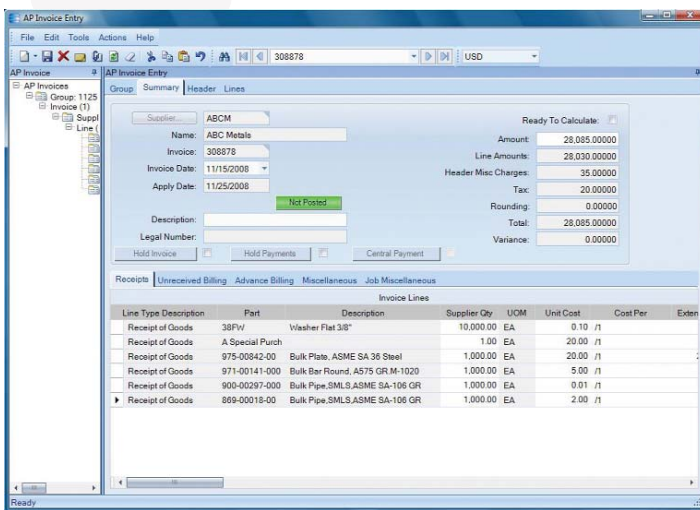 AP Invoice Entry
File Edit Tools Actions Help
308878 USD
AP Invoice
AP Invoices
Group: 1125
Invoice (1)
Suppl
Line (
AP Invoice Entry
Group Summary Header Lines
Supplier... ABCM Ready To Calculate:
Name: ABC Metals Amount: 28,085.00000
Invoice: 308878 Line Amounts: 28,030.00000
Invoice Date: 11/15/2008 Header Misc Charges: 35.00000
Apply Date: 11/25/2008 Tax: 20.00000
Not Posted Rounding: 0.00000
Description: Total: 28,085.00000
Legal Number: Variance: 0.00000
Hold Invoice Hold Payments Central Payment
Receipts Unreceived Billing Advance Billing Miscellaneous Job Miscellaneous
Invoice Lines
Line Type Description Part Description Supplier Qty UOM Unit Cost Cost Per Exten
Receipt of Goods 38FW Washer Flat 3/8" 10,000.00 EA 0.10 /1
Receipt of Goods A Special Purch 1.00 EA 20.00 /1
Receipt of Goods 975-00842-00 Bulk Plate, ASME SA 36 Steel 1,000.00 EA 20.00 /1
Receipt of Goods 971-00141-000 Bulk Bar Round, A575 GR.M-1020 1,000.00 EA 5.00 /1
Receipt of Goods 900-00297-000 Bulk Pipe,SMLS,ASME SA-106 GR 1,000.00 EA 0.01 /1
Receipt of Goods 869-00018-00 Bulk Pipe,SMLS,ASME SA-106 GR 1,000.00 EA 2.00 /1
Ready